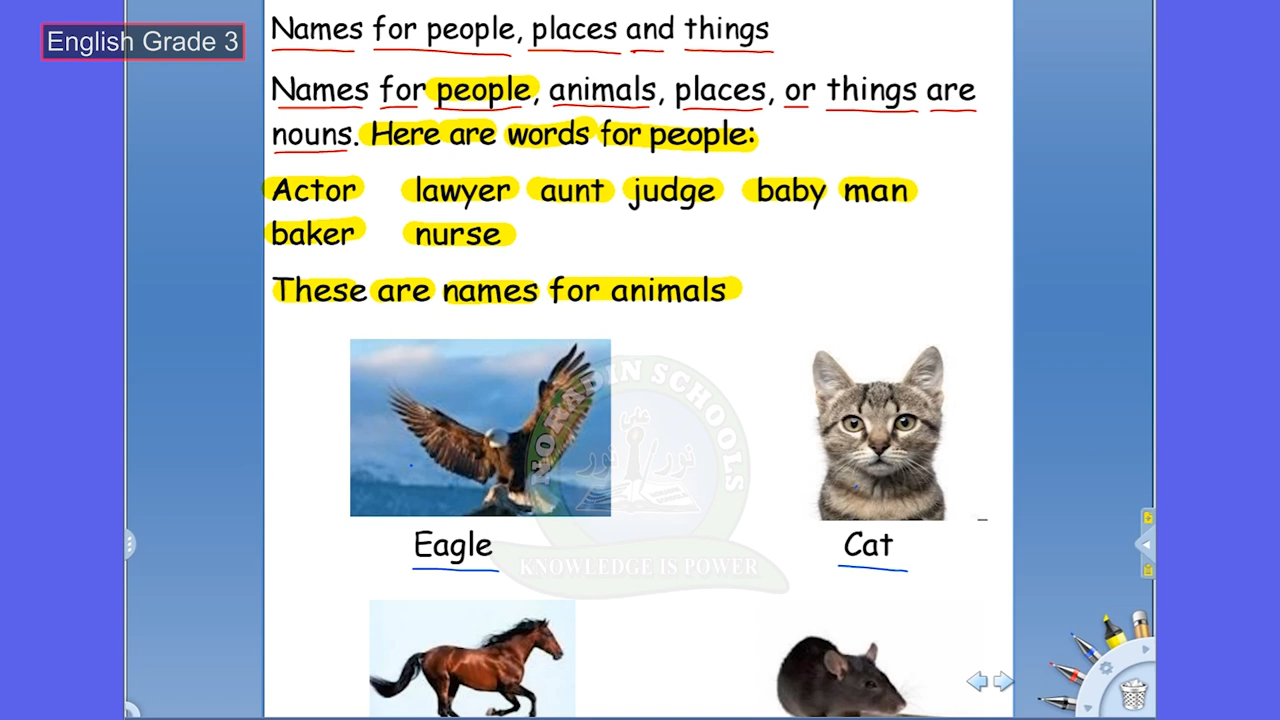 English Grade 3
Names for people, places and things
Names for people, animals, places, or things are
nouns. Here are words for people:
Actor lawyer aunt judge baby man
baker nurse
These are names for animals
NOKADIN SCHOOLS
Eagle Cat
KNOWLEDGE IS POWER